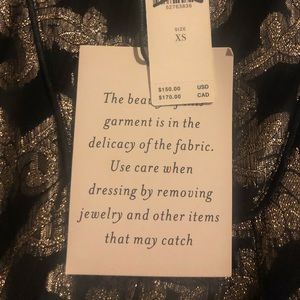 62763836
SIZE
XS
$150.00 USD
$170.00 CAD
The
garment is in the
delicacy of the fabric.
Use care when
dressing by removing
jewelry and other items
that may catch